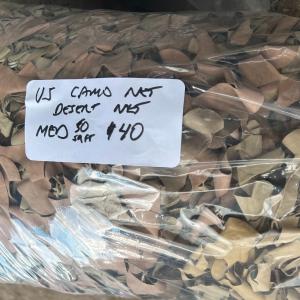 US CAMO NET
DESERT NET
MED 50 SQFT $40